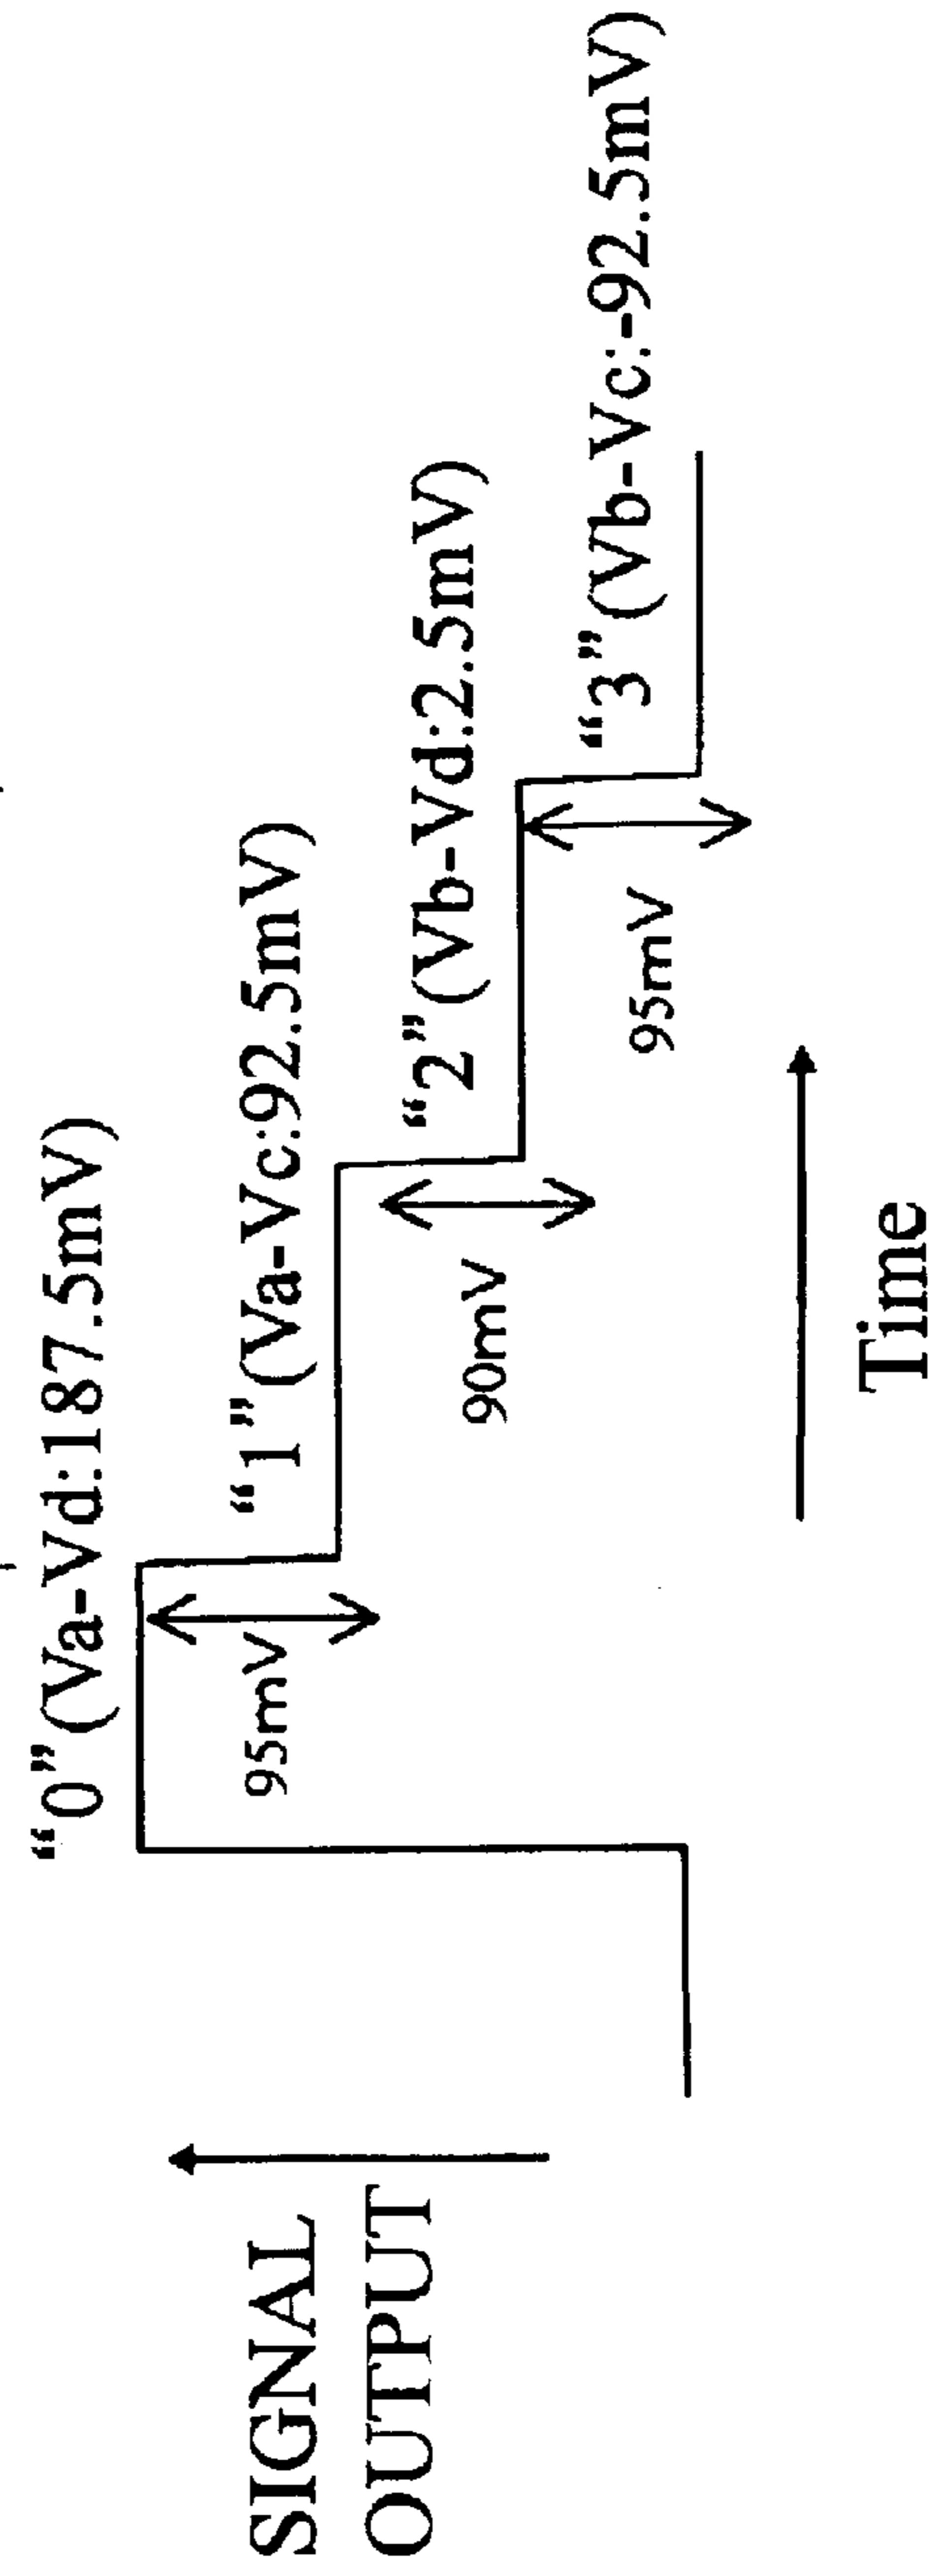 “0”(Va-Vd:187.5mV)
“1”(Va-Vc:92.5mV)
“2”(Vb-Vd:2.5mV)
“3”(Vb-Vc:-92.5mV)
95mV
90mV
95mV
SIGNAL
OUTPUT
Time